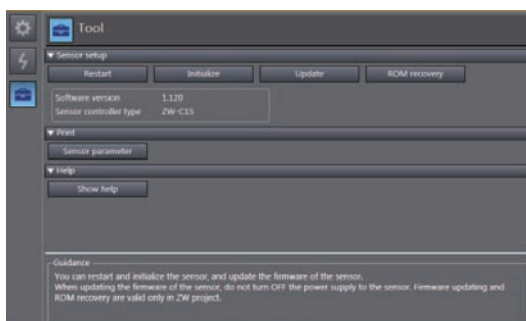 Tool
▼ Sensor setup
Restart Initialize Update ROM recovery
Software version 1.120
Sensor controller type ZW-C15
▼ Print
Sensor parameter
▼ Help
Show help
Guidance
You can restart and initialize the sensor, and update the firmware of the sensor.
When updating the firmware of the sensor, do not turn OFF the power supply to the sensor. Firmware updating and
ROM recovery are valid only in ZW project.